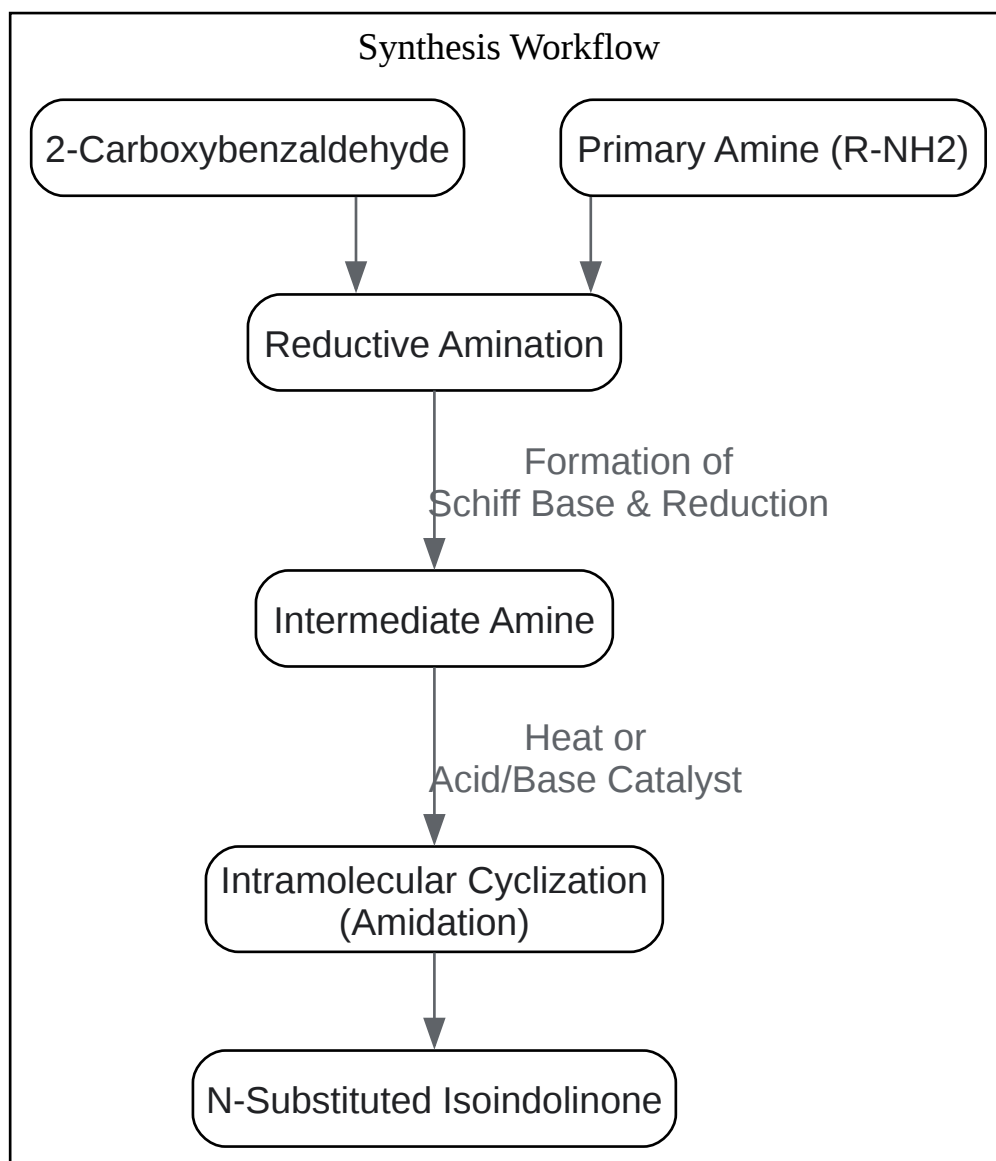 Synthesis Workflow
2-Carboxybenzaldehyde
Primary Amine (R-NH2)
Reductive Amination
Formation of
Schiff Base & Reduction
Intermediate Amine
Heat or
Acid/Base Catalyst
Intramolecular Cyclization
(Amidation)
N-Substituted Isoindolinone